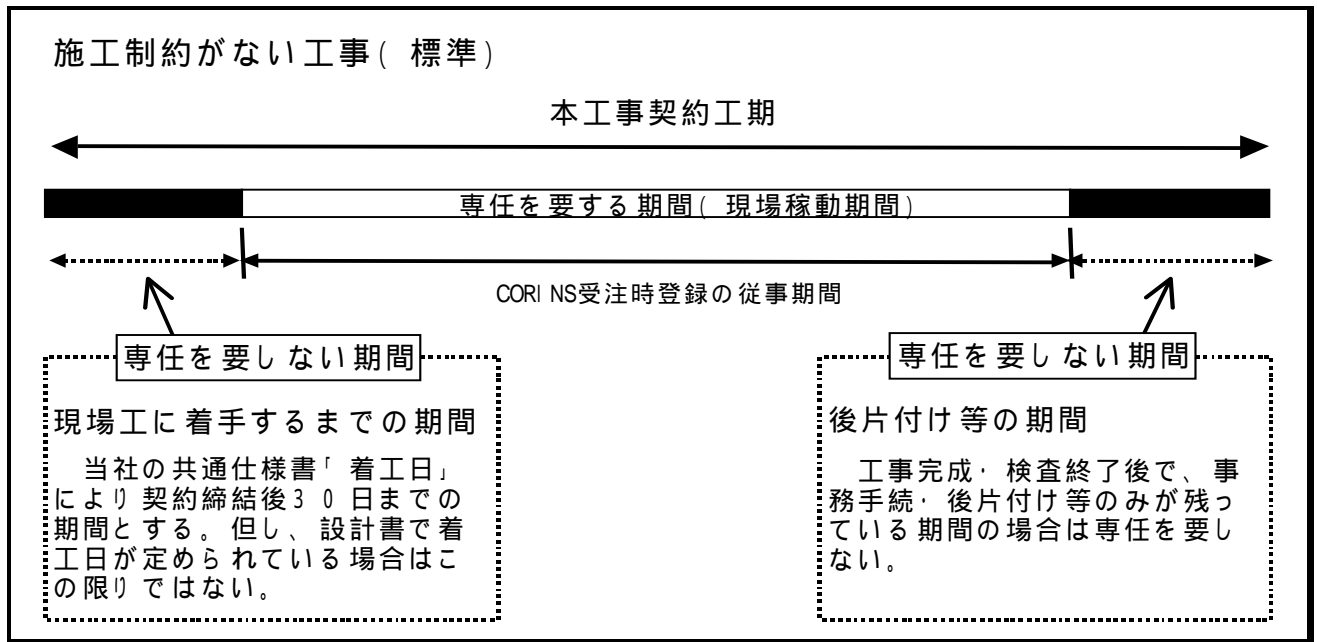 施工制約がない工事(標準)
本工事契約工期
専任を要する期間(現場稼動期間)
CORINS受注時登録の従事期間
専任を要しない期間
現場工に着手するまでの期間
当社の共通仕様書「着工日」
により契約締結後30日までの
期間とする。但し、設計書で着
工日が定められている場合はこ
の限りではない。
専任を要しない期間
後片付け等の期間
工事完成・検査終了後で、事
務手続・後片付け等のみが残っ
ている期間の場合は専任を要し
ない。